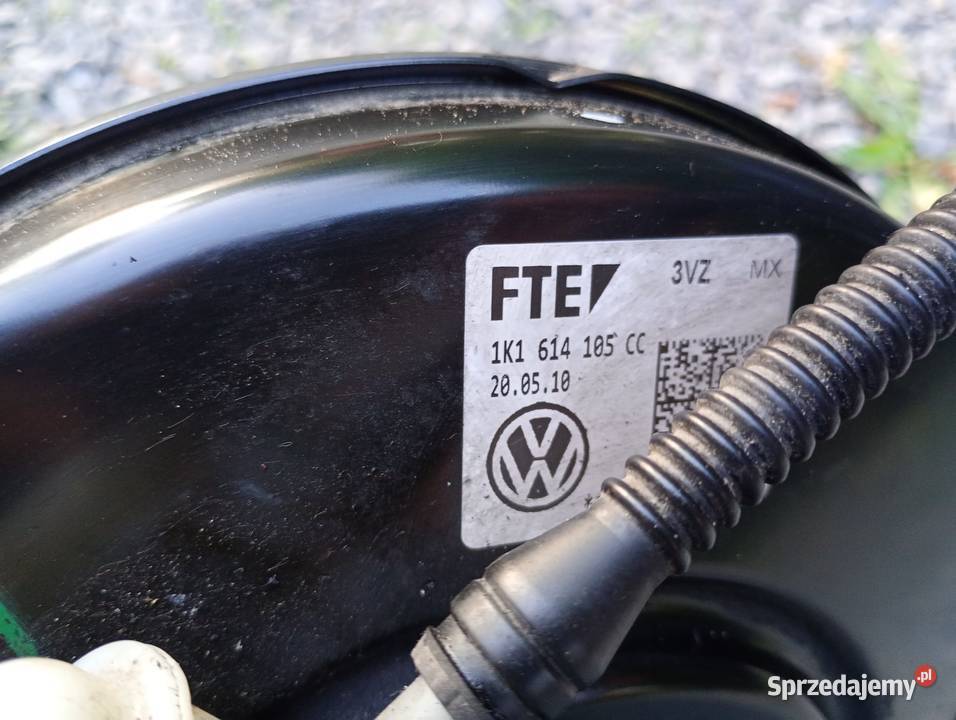 FTE 3VZ MX
1K1 614 105 CC
20.05.10
Sprzedajemy.pl